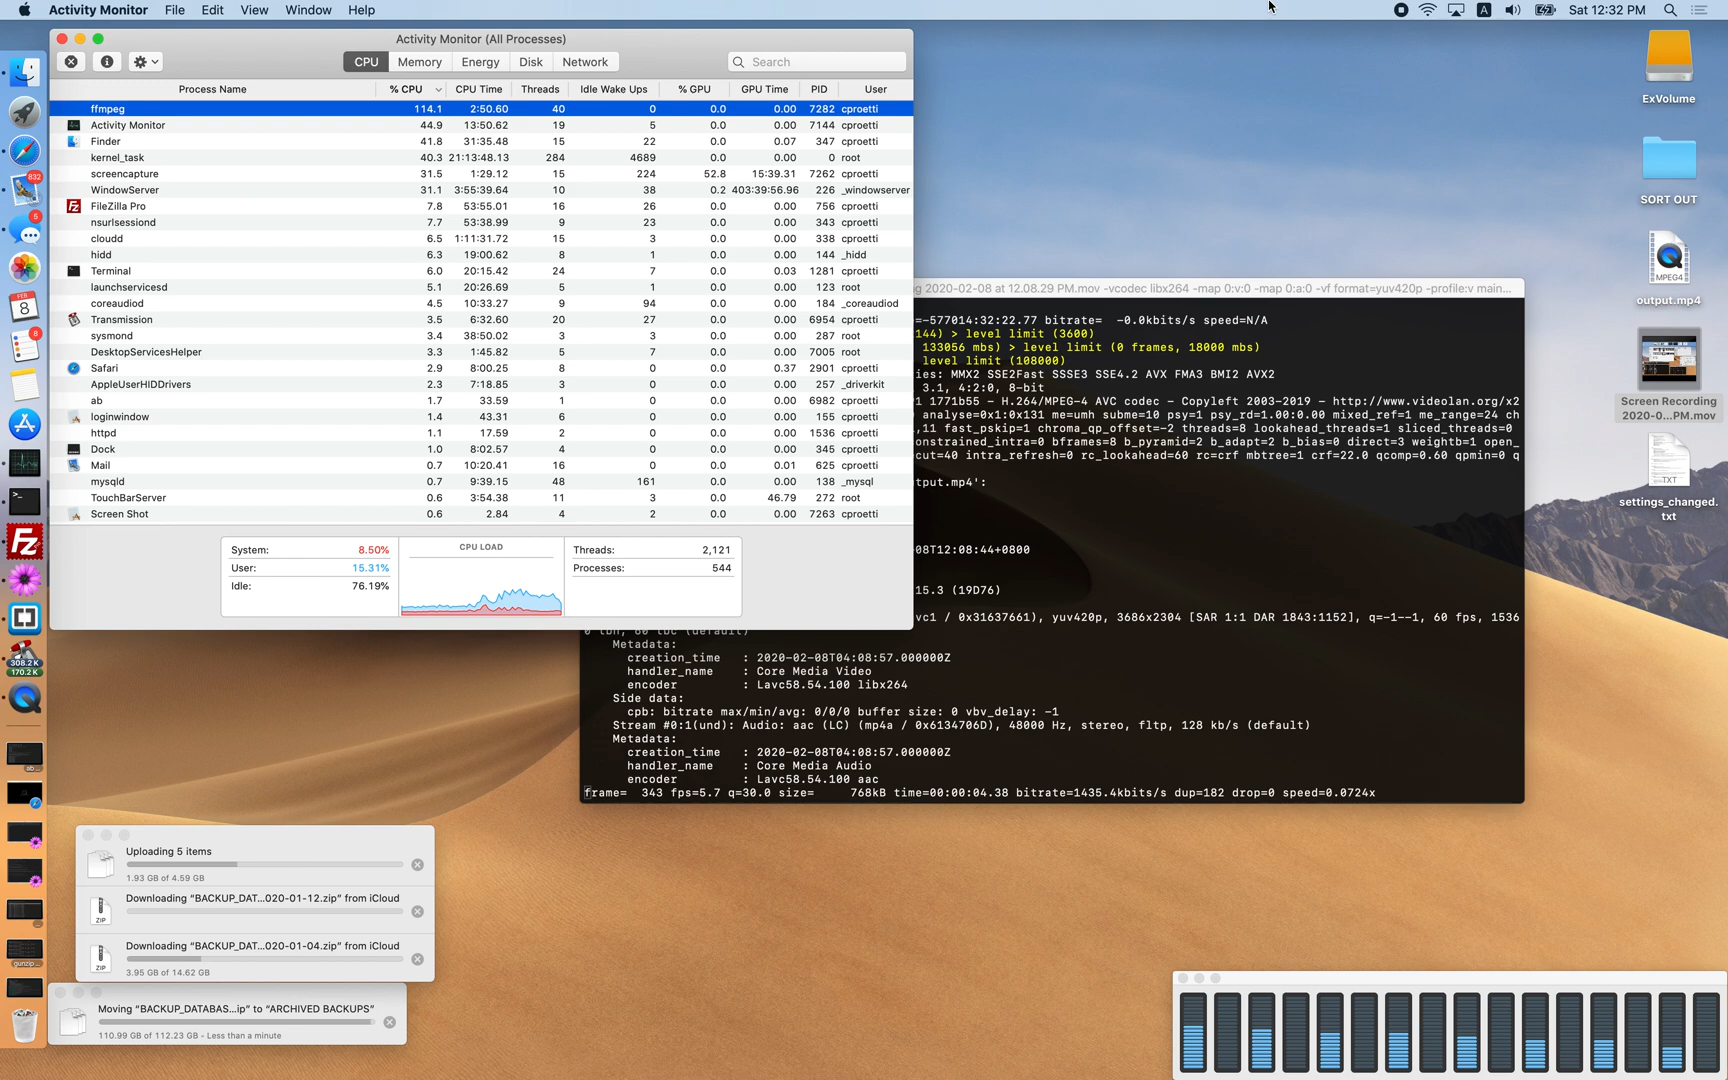 Activity Monitor File Edit View Window Help
A Sat 12:32 PM
Activity Monitor (All Processes)
CPU Memory Energy Disk Network Search
Process Name % CPU CPU Time Threads Idle Wake Ups % GPU GPU Time PID User
ffmpeg 114.1 2:50.60 40 0 0.0 0.00 7282 cproetti
Activity Monitor 44.9 13:50.62 19 5 0.0 0.00 7144 cproetti
Finder 41.8 31:35.48 15 22 0.0 0.07 347 cproetti
kernel_task 40.3 21:13:48.13 284 4689 0.0 0.00 0 root
screencapture 31.5 1:29.12 15 224 52.8 15:39.31 7262 cproetti
WindowServer 31.1 3:55:39.64 10 38 0.2 403:39:56.96 226 _windowserver
FileZilla Pro 7.8 53:55.01 16 26 0.0 0.00 756 cproetti
nsurlsessiond 7.7 53:38.99 9 23 0.0 0.00 343 cproetti
cloudd 6.5 1:11:31.72 15 3 0.0 0.00 338 cproetti
hidd 6.3 19:00.62 8 1 0.0 0.00 144 _hidd
Terminal 6.0 20:15.42 24 7 0.0 0.03 1281 cproetti
launchservicesd 5.1 20:26.69 5 1 0.0 0.00 123 root
coreaudiod 4.5 10:33.27 9 94 0.0 0.00 184 _coreaudiod
Transmission 3.5 6:32.60 20 27 0.0 0.00 6954 cproetti
sysmond 3.4 38:50.02 3 3 0.0 0.00 287 root
DesktopServicesHelper 3.3 1:45.82 5 7 0.0 0.00 7005 root
Safari 2.9 8:00.25 8 0 0.0 0.37 2901 cproetti
AppleUserHIDDrivers 2.3 7:18.85 3 0 0.0 0.00 257 _driverkit
ab 1.7 33.59 1 0 0.0 0.00 6982 cproetti
loginwindow 1.4 43.31 6 0 0.0 0.00 155 cproetti
httpd 1.1 17.59 2 0 0.0 0.00 1536 cproetti
Dock 1.0 8:02.57 4 0 0.0 0.00 345 cproetti
Mail 0.7 10:20.41 16 0 0.0 0.01 625 cproetti
mysqld 0.7 9:39.15 48 161 0.0 0.00 138 _mysql
TouchBarServer 0.6 3:54.38 11 3 0.0 46.79 272 root
Screen Shot 0.6 2.84 4 2 0.0 0.00 7263 cproetti
System: 8.50%
User: 15.31%
Idle: 76.19%
CPU LOAD
Threads: 2,121
Processes: 544
g 2020-02-08 at 12.08.29 PM.mov -vcodec libx264 -map 0:v:0 -map 0:a:0 -vf format=yuv420p -profile:v main...
=-577014:32:22.77 bitrate= -0.0kbits/s speed=N/A
144) > level limit (3600)
133056 mbs) > level limit (0 frames, 18000 mbs)
level limit (108000)
ies: MMX2 SSE2Fast SSSE3 SSE4.2 AVX FMA3 BMI2 AVX2
3.1, 4:2:0, 8-bit
1 1771b55 - H.264/MPEG-4 AVC codec - Copyleft 2003-2019 - http://www.videolan.org/x2
analyse=0x1:0x131 me=umh subme=10 psy=1 psy_rd=1.00:0.00 mixed_ref=1 me_range=24 ch
,11 fast_pskip=1 chroma_qp_offset=-2 threads=8 lookahead_threads=1 sliced_threads=0
onstrained_intra=0 bframes=8 b_pyramid=2 b_adapt=2 b_bias=0 direct=3 weightb=1 open_
cut=40 intra_refresh=0 rc_lookahead=60 rc=crf mbtree=1 crf=22.0 qcomp=0.60 qpmin=0 q
tput.mp4':
08T12:08:44+0800
15.3 (19D76)
vc1 / 0x31637661), yuv420p, 3686x2304 [SAR 1:1 DAR 1843:1152], q=-1--1, 60 fps, 1536
0 tbn, 60 tbc (default)
Metadata:
creation_time : 2020-02-08T04:08:57.000000Z
handler_name : Core Media Video
encoder : Lavc58.54.100 libx264
Side data:
cpb: bitrate max/min/avg: 0/0/0 buffer size: 0 vbv_delay: -1
Stream #0:1(und): Audio: aac (LC) (mp4a / 0x6134706D), 48000 Hz, stereo, fltp, 128 kb/s (default)
Metadata:
creation_time : 2020-02-08T04:08:57.000000Z
handler_name : Core Media Audio
encoder : Lavc58.54.100 aac
frame= 343 fps=5.7 q=30.0 size= 768kB time=00:00:04.38 bitrate=1435.4kbits/s dup=182 drop=0 speed=0.0724x
ExVolume
SORT OUT
MPEG4
output.mp4
Screen Recording
2020-0...PM.mov
TXT
settings_changed.
txt
832
5
FEB
8
8
Fz
308.2 K
170.2 K
ab...
gunzip...
Uploading 5 items
1.93 GB of 4.59 GB
Downloading “BACKUP_DAT...020-01-12.zip” from iCloud
ZIP
Downloading “BACKUP_DAT...020-01-04.zip” from iCloud
ZIP
3.95 GB of 14.62 GB
Moving “BACKUP_DATABAS...ip” to “ARCHIVED BACKUPS”
110.99 GB of 112.23 GB - Less than a minute